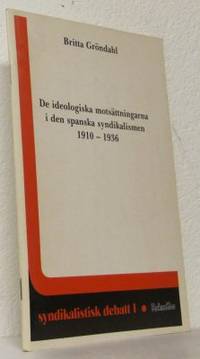 Britta Gröndahl
De ideologiska motsättningarna
i den spanska syndikalismen
1910 – 1936
syndikalistisk debatt 1